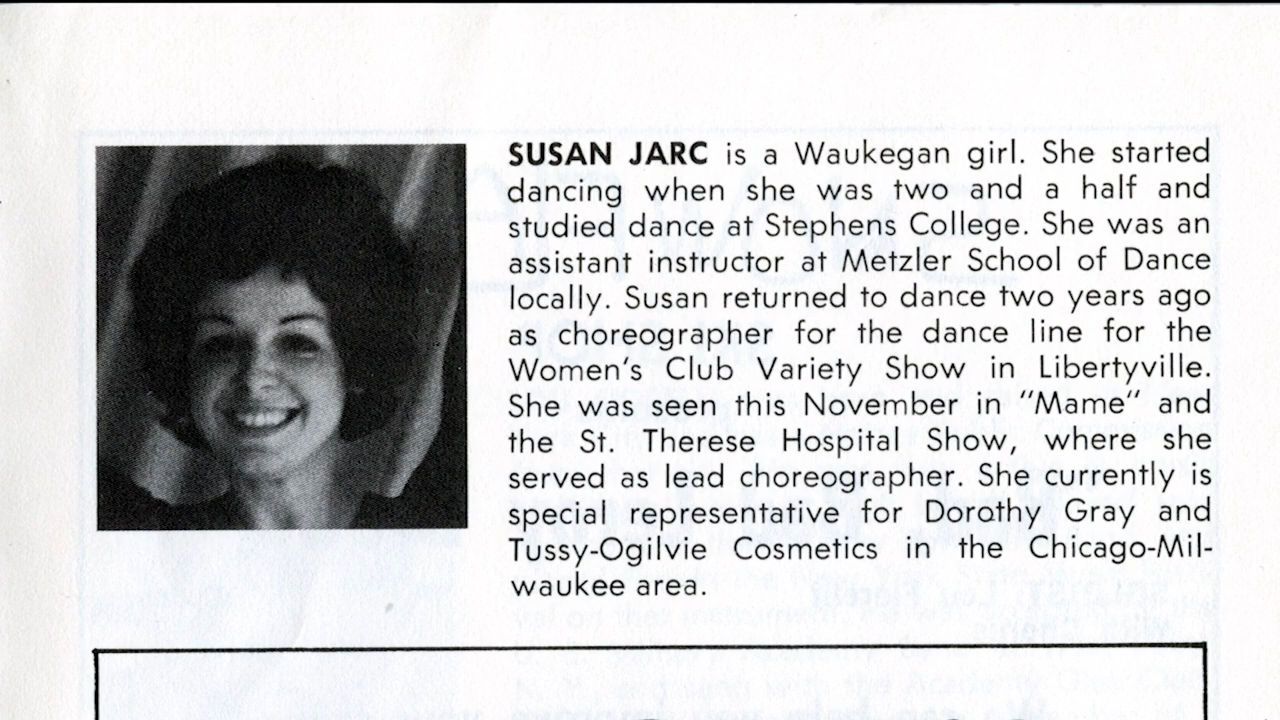 SUSAN JARC is a Waukegan girl. She started
dancing when she was two and a half and
studied dance at Stephens College. She was an
assistant instructor at Metzler School of Dance
locally. Susan returned to dance two years ago
as choreographer for the dance line for the
Women's Club Variety Show in Libertyville.
She was seen this November in "Mame" and
the St. Therese Hospital Show, where she
served as lead choreographer. She currently is
special representative for Dorothy Gray and
Tussy-Ogilvie Cosmetics in the Chicago-Mil-
waukee area.